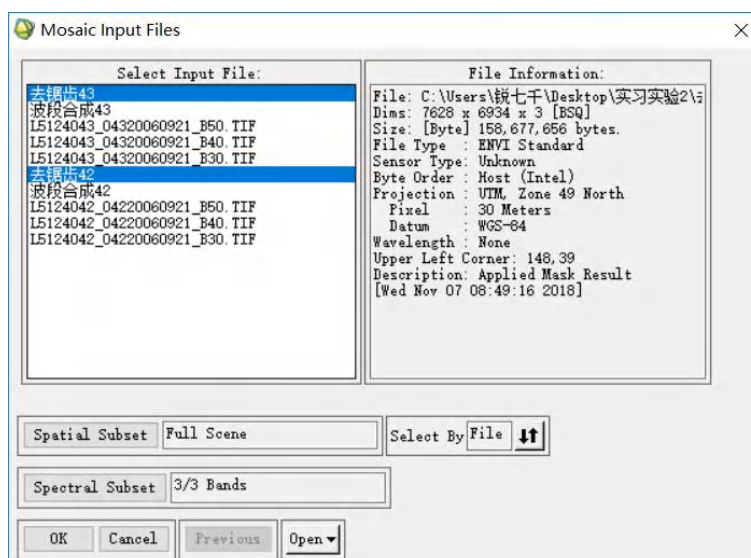 Mosaic Input Files
Select Input File:
去锯齿43
波段合成43
L5124043_04320060921_B50.TIF
L5124043_04320060921_B40.TIF
L5124043_04320060921_B30.TIF
去锯齿42
波段合成42
L5124042_04220060921_B50.TIF
L5124042_04220060921_B40.TIF
L5124042_04220060921_B30.TIF
File Information:
File: C:\Users\锐七千\Desktop\实习实验2\
Dims: 7628 x 6934 x 3 [BSQ]
Size: [Byte] 158,677,656 bytes.
File Type : ENVI Standard
Sensor Type: Unknown
Byte Order : Host (Intel)
Projection : UTM, Zone 49 North
Pixel : 30 Meters
Datum : WGS-84
Wavelength : None
Upper Left Corner: 148,39
Description: Applied Mask Result
[Wed Nov 07 08:49:16 2018]
Spatial Subset Full Scene
Select By File
Spectral Subset 3/3 Bands
OK Cancel Previous Open